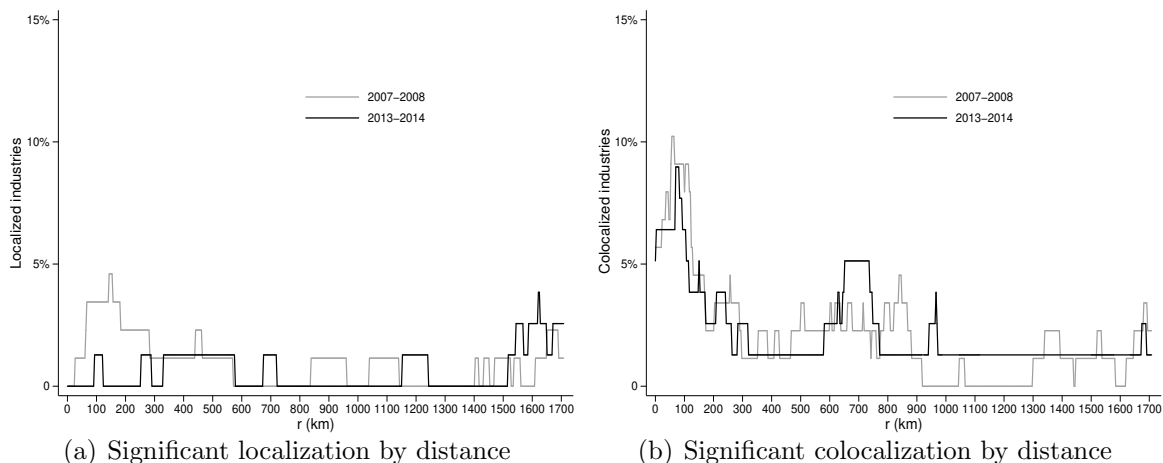 15%
10%
5%
0
Localized industries
2007–2008
2013–2014
0 100 200 300 400 500 600 700 800 900 1000 1100 1200 1300 1400 1500 1600 1700
r (km)
(a) Significant localization by distance
15%
10%
5%
0
Colocalized industries
2007–2008
2013–2014
0 100 200 300 400 500 600 700 800 900 1000 1100 1200 1300 1400 1500 1600 1700
r (km)
(b) Significant colocalization by distance